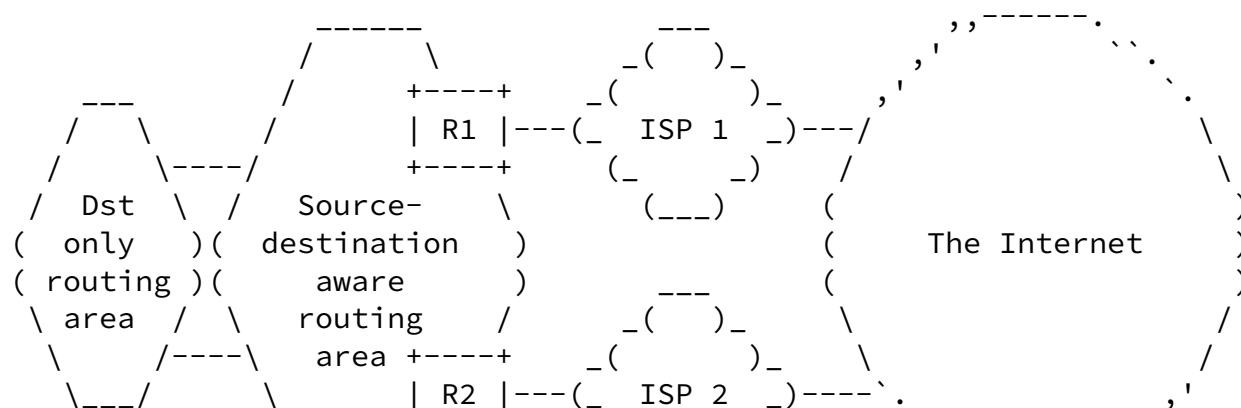 R1 ISP 1
Dst Source-
only destination The Internet
routing aware
area routing
area
R2 ISP 2